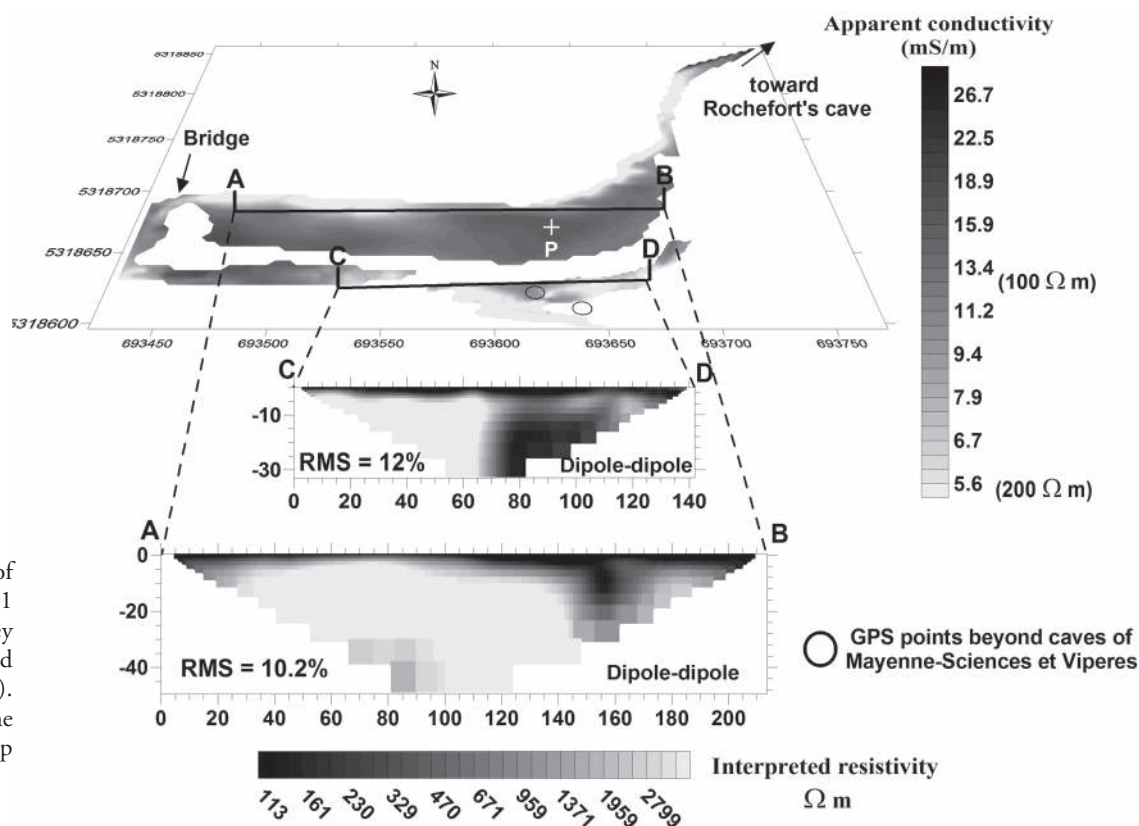 Apparent conductivity
(mS/m)
5318850
5318800
5318750
5318700
5318650
5318600
N
toward
Rochefort's cave
Bridge
A
B
P
C
D
693450 693500 693550 693600 693650 693700 693750
26.7
22.5
18.9
15.9
13.4
(100 Ω m)
11.2
9.4
7.9
6.7
5.6 (200 Ω m)
C D
-10
-30
RMS = 12% Dipole-dipole
0 20 40 60 80 100 120 140
A B
0
-20
-40
RMS = 10.2% Dipole-dipole
0 20 40 60 80 100 120 140 160 180 200
GPS points beyond caves of
Mayenne-Sciences et Viperes
of
1
ey
d
).
ne
p
113 161 230 329 470 671 959 1371 1959 2799
Interpreted resistivity
Ω m